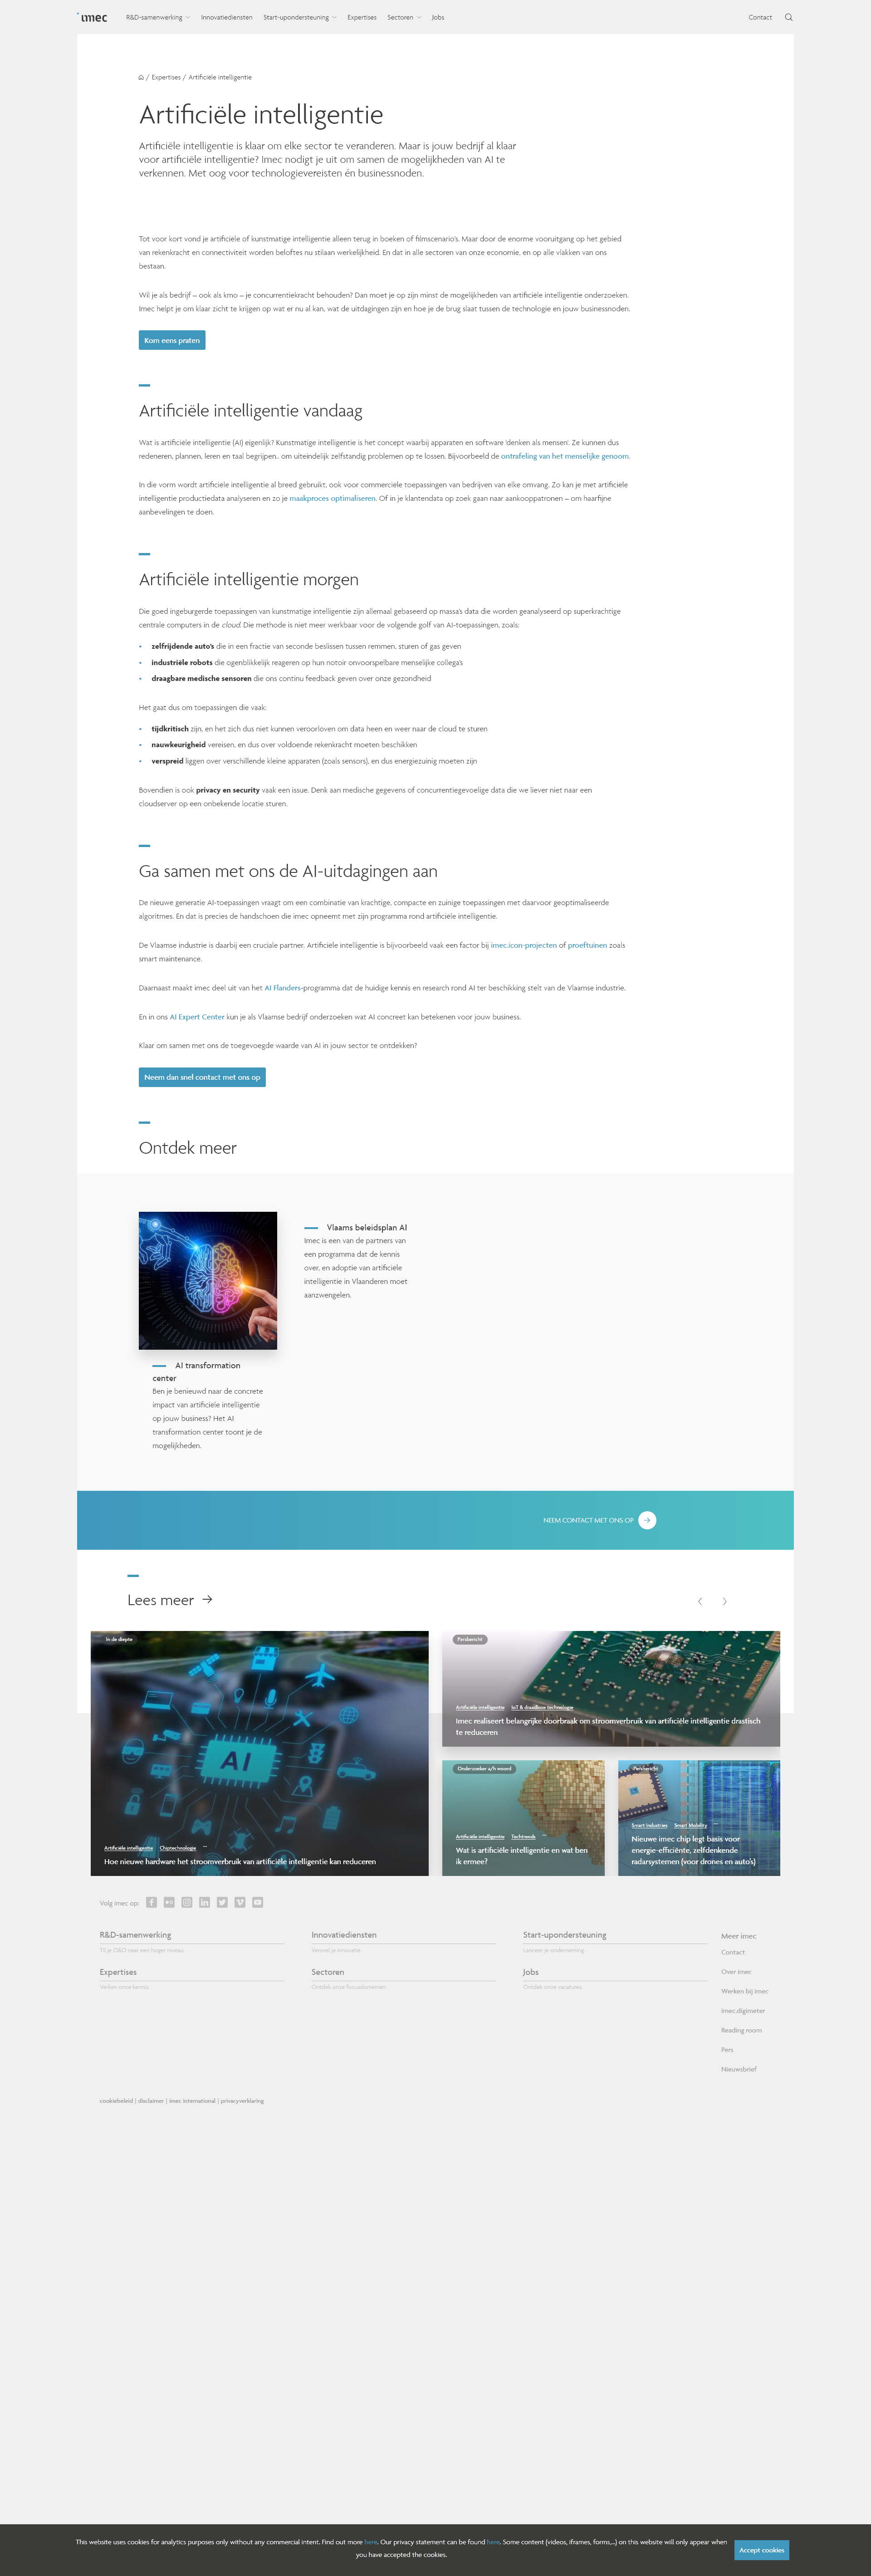 imec
R&D-samenwerking
Innovatiediensten
Start-upondersteuning
Expertises
Sectoren
Jobs
Contact
/ Expertises / Artificiële intelligentie
Artificiële intelligentie
Artificiële intelligentie is klaar om elke sector te veranderen. Maar is jouw bedrijf al klaar
voor artificiële intelligentie? Imec nodigt je uit om samen de mogelijkheden van AI te
verkennen. Met oog voor technologievereisten én businessnoden.
Tot voor kort vond je artificiële of kunstmatige intelligentie alleen terug in boeken of filmscenario's. Maar door de enorme vooruitgang op het gebied
van rekenkracht en connectiviteit worden beloftes nu stilaan werkelijkheid. En dat in alle sectoren van onze economie, en op alle vlakken van ons
bestaan.
Wil je als bedrijf – ook als kmo – je concurrentiekracht behouden? Dan moet je op zijn minst de mogelijkheden van artificiële intelligentie onderzoeken.
Imec helpt je om klaar zicht te krijgen op wat er nu al kan, wat de uitdagingen zijn en hoe je de brug slaat tussen de technologie en jouw businessnoden.
Kom eens praten
Artificiële intelligentie vandaag
Wat is artificiële intelligentie (AI) eigenlijk? Kunstmatige intelligentie is het concept waarbij apparaten en software 'denken als mensen'. Ze kunnen dus
redeneren, plannen, leren en taal begrijpen.. om uiteindelijk zelfstandig problemen op te lossen. Bijvoorbeeld de ontrafeling van het menselijke genoom.
In die vorm wordt artificiële intelligentie al breed gebruikt, ook voor commerciële toepassingen van bedrijven van elke omvang. Zo kan je met artificiële
intelligentie productiedata analyseren en zo je maakproces optimaliseren. Of in je klantendata op zoek gaan naar aankooppatronen – om haarfijne
aanbevelingen te doen.
Artificiële intelligentie morgen
Die goed ingeburgerde toepassingen van kunstmatige intelligentie zijn allemaal gebaseerd op massa's data die worden geanalyseerd op superkrachtige
centrale computers in de cloud. Die methode is niet meer werkbaar voor de volgende golf van AI-toepassingen, zoals:
zelfrijdende auto's die in een fractie van seconde beslissen tussen remmen, sturen of gas geven
industriële robots die ogenblikkelijk reageren op hun notoir onvoorspelbare menselijke collega's
draagbare medische sensoren die ons continu feedback geven over onze gezondheid
Het gaat dus om toepassingen die vaak:
tijdkritisch zijn, en het zich dus niet kunnen veroorloven om data heen en weer naar de cloud te sturen
nauwkeurigheid vereisen, en dus over voldoende rekenkracht moeten beschikken
verspreid liggen over verschillende kleine apparaten (zoals sensors), en dus energiezuinig moeten zijn
Bovendien is ook privacy en security vaak een issue. Denk aan medische gegevens of concurrentiegevoelige data die we liever niet naar een
cloudserver op een onbekende locatie sturen.
Ga samen met ons de AI-uitdagingen aan
De nieuwe generatie AI-toepassingen vraagt om een combinatie van krachtige, compacte en zuinige toepassingen met daarvoor geoptimaliseerde
algoritmes. En dat is precies de handschoen die imec opneemt met zijn programma rond artificiële intelligentie.
De Vlaamse industrie is daarbij een cruciale partner. Artificiële intelligentie is bijvoorbeeld vaak een factor bij imec.icon-projecten of proeftuinen zoals
smart maintenance.
Daarnaast maakt imec deel uit van het AI Flanders-programma dat de huidige kennis en research rond AI ter beschikking stelt van de Vlaamse industrie.
En in ons AI Expert Center kun je als Vlaamse bedrijf onderzoeken wat AI concreet kan betekenen voor jouw business.
Klaar om samen met ons de toegevoegde waarde van AI in jouw sector te ontdekken?
Neem dan snel contact met ons op
Ontdek meer
AI transformation
center
Ben je benieuwd naar de concrete
impact van artificiële intelligentie
op jouw business? Het AI
transformation center toont je de
mogelijkheden.
Vlaams beleidsplan AI
Imec is een van de partners van
een programma dat de kennis
over, en adoptie van artificiële
intelligentie in Vlaanderen moet
aanzwengelen.
NEEM CONTACT MET ONS OP
Lees meer
In de diepte
AI
Artificiële intelligentie Chiptechnologie ...
Hoe nieuwe hardware het stroomverbruik van artificiële intelligentie kan reduceren
Persbericht
Artificiële intelligentie IoT & draadloze technologie
Imec realiseert belangrijke doorbraak om stroomverbruik van artificiële intelligentie drastisch
te reduceren
Onderzoeker a/h woord
Artificiële intelligentie Techtrends ...
Wat is artificiële intelligentie en wat ben
ik ermee?
Persbericht
Smart Industries Smart Mobility ...
Nieuwe imec chip legt basis voor
energie-efficiënte, zelfdenkende
radarsystemen (voor drones en auto's)
Volg imec op:
R&D-samenwerking
Til je O&O naar een hoger niveau.
Innovatiediensten
Versnel je innovatie.
Start-upondersteuning
Lanceer je onderneming.
Expertises
Verken onze kennis.
Sectoren
Ontdek onze focusdomeinen.
Jobs
Ontdek onze vacatures.
Meer imec
Contact
Over imec
Werken bij imec
imec.digimeter
Reading room
Pers
Nieuwsbrief
cookiebeleid | disclaimer | imec international | privacyverklaring
This website uses cookies for analytics purposes only without any commercial intent. Find out more here. Our privacy statement can be found here. Some content (videos, iframes, forms,...) on this website will only appear when
you have accepted the cookies.
Accept cookies